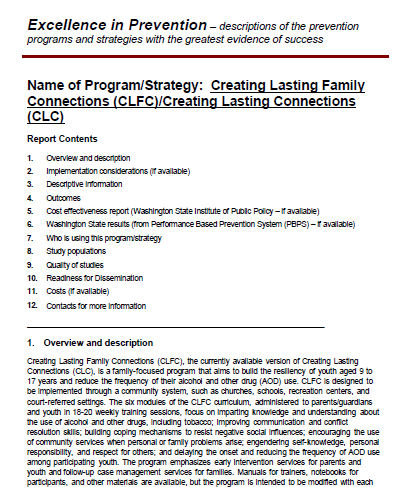 Excellence in Prevention – descriptions of the prevention
programs and strategies with the greatest evidence of success
Name of Program/Strategy: Creating Lasting Family
Connections (CLFC)/Creating Lasting Connections
(CLC)
Report Contents
1. Overview and description
2. Implementation considerations (if available)
3. Descriptive information
4. Outcomes
5. Cost effectiveness report (Washington State Institute of Public Policy – if available)
6. Washington State results (from Performance Based Prevention System (PBPS) – if available)
7. Who is using this program/strategy
8. Study populations
9. Quality of studies
10. Readiness for Dissemination
11. Costs (if available)
12. Contacts for more information
1. Overview and description
Creating Lasting Family Connections (CLFC), the currently available version of Creating Lasting
Connections (CLC), is a family-focused program that aims to build the resiliency of youth aged 9 to
17 years and reduce the frequency of their alcohol and other drug (AOD) use. CLFC is designed to
be implemented through a community system, such as churches, schools, recreation centers, and
court-referred settings. The six modules of the CLFC curriculum, administered to parents/guardians
and youth in 18-20 weekly training sessions, focus on imparting knowledge and understanding about
the use of alcohol and other drugs, including tobacco; improving communication and conflict
resolution skills; building coping mechanisms to resist negative social influences; encouraging the use
of community services when personal or family problems arise; engendering self-knowledge, personal
responsibility, and respect for others; and delaying the onset and reducing the frequency of AOD use
among participating youth. The program emphasizes early intervention services for parents and
youth and follow-up case management services for families. Manuals for trainers, notebooks for
participants, and other materials are available, but the program is intended to be modified with each